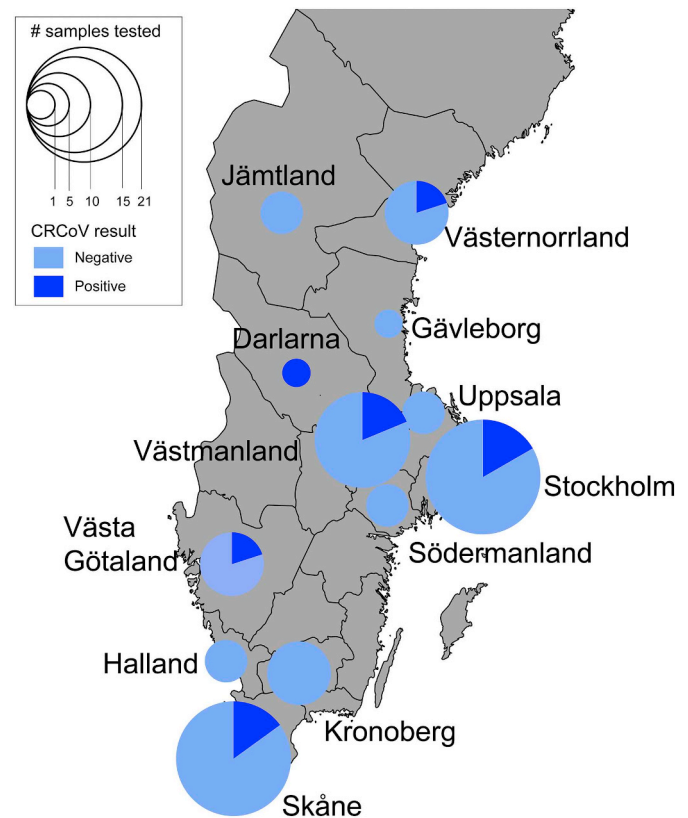 # samples tested
1 5 10 15 21
CRCoV result
Negative
Positive
Jämtland
Västernorrland
Gävleborg
Darlarna
Uppsala
Västmanland
Stockholm
Västa
Götaland
Södermanland
Halland
Kronoberg
Skåne